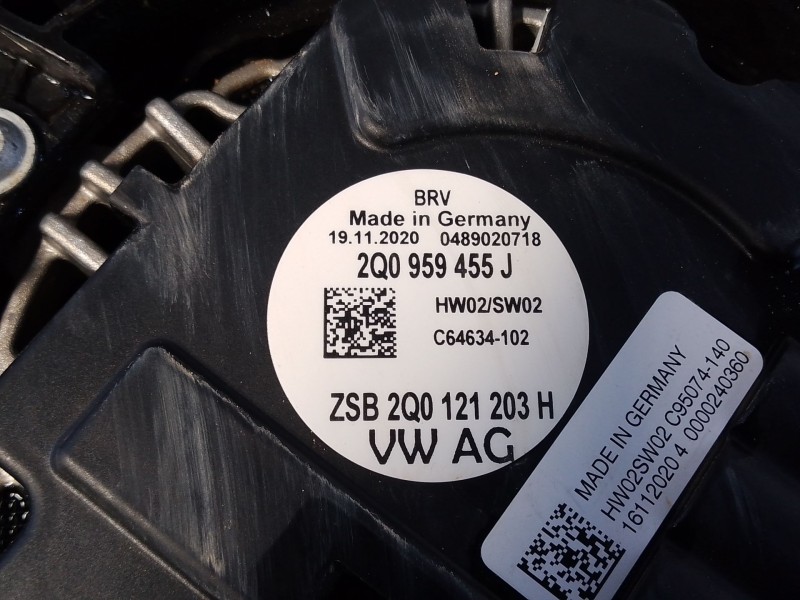 BRV
Made in Germany
19.11.2020 0489020718
2Q0 959 455 J
HW02/SW02
C64634-102
ZSB 2Q0 121 203 H
VW AG
MADE IN GERMANY
HW02SW02 C95074-140
16112020 4 0000240360